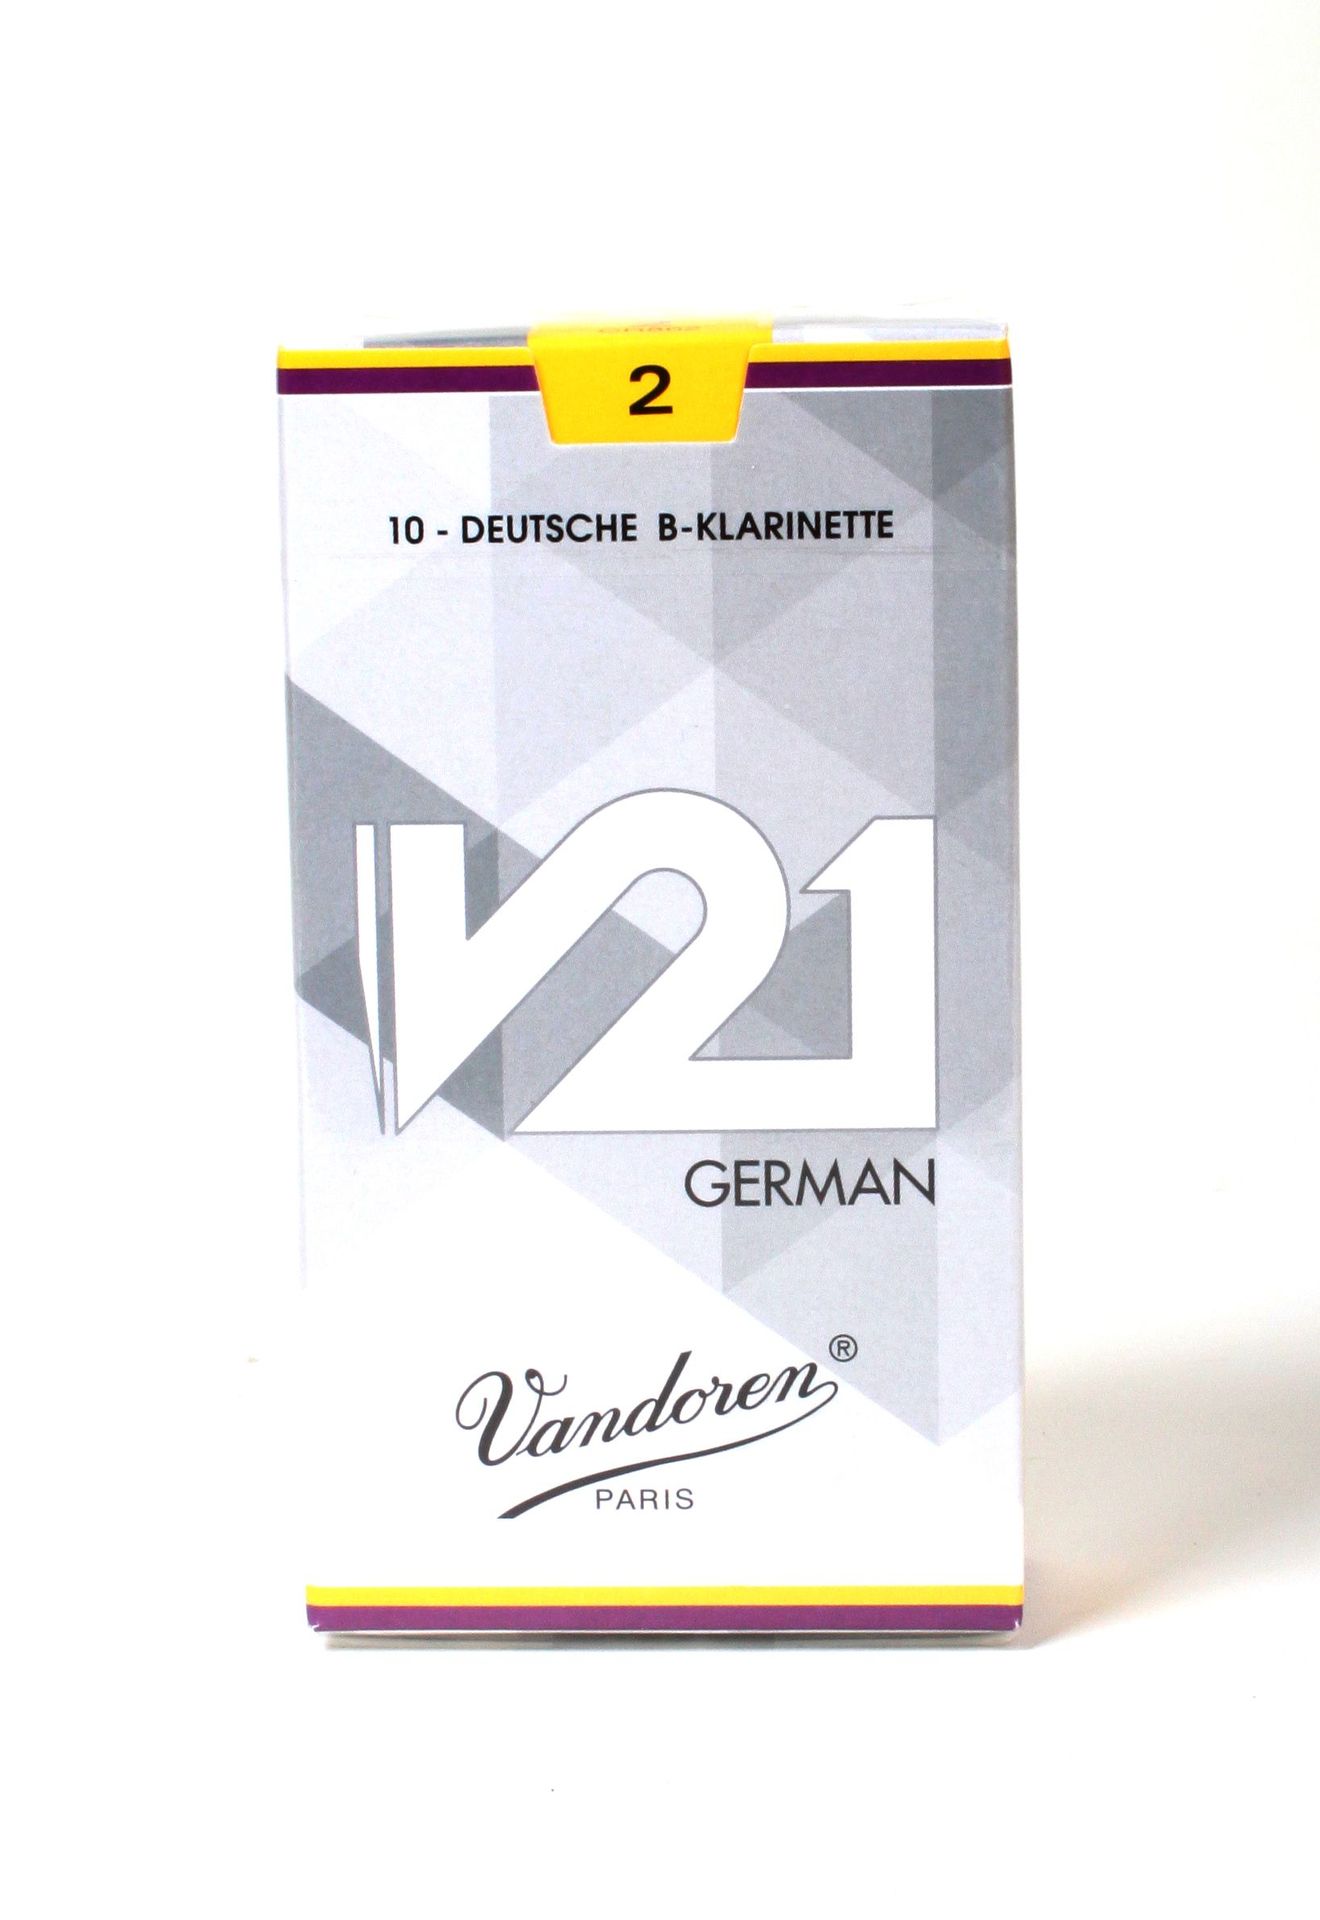 2
10 - DEUTSCHE B-KLARINETTE
V21
GERMAN
Vandoren®
PARIS